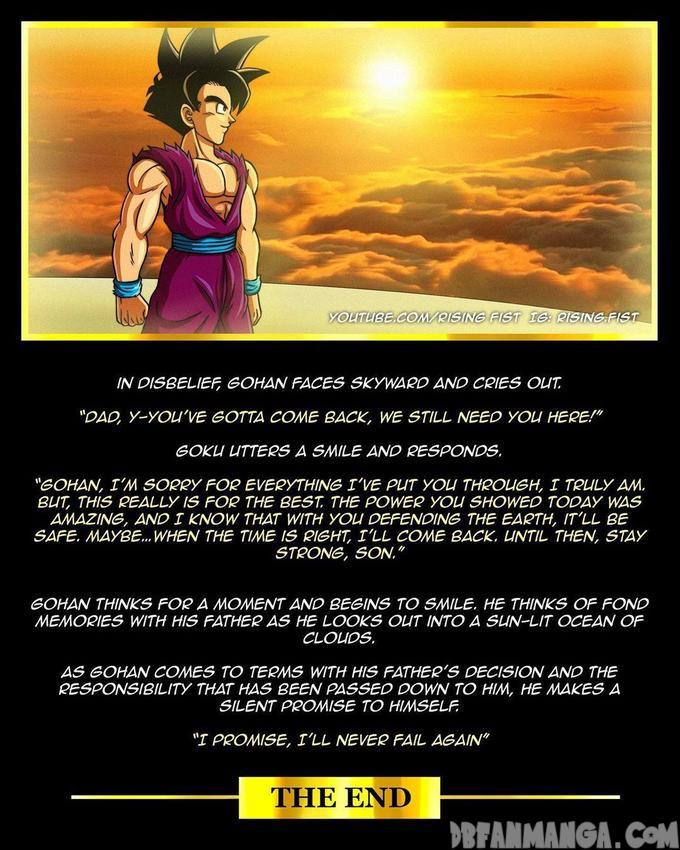 YOUTUBE.COM/RISING FIST IG: RISING.FIST
IN DISBELIEF, GOHAN FACES SKYWARD AND CRIES OUT.
"DAD, Y-YOU'VE GOTTA COME BACK, WE STILL NEED YOU HERE!"
GOKU UTTERS A SMILE AND RESPONDS.
"GOHAN, I'M SORRY FOR EVERYTHING I'VE PUT YOU THROUGH, I TRULY AM.
BUT, THIS REALLY IS FOR THE BEST. THE POWER YOU SHOWED TODAY WAS
AMAZING, AND I KNOW THAT WITH YOU DEFENDING THE EARTH, IT'LL BE
SAFE. MAYBE...WHEN THE TIME IS RIGHT, I'LL COME BACK. UNTIL THEN, STAY
STRONG, SON."
GOHAN THINKS FOR A MOMENT AND BEGINS TO SMILE. HE THINKS OF FOND
MEMORIES WITH HIS FATHER AS HE LOOKS OUT INTO A SUN-LIT OCEAN OF
CLOUDS.
AS GOHAN COMES TO TERMS WITH HIS FATHER'S DECISION AND THE
RESPONSIBILITY THAT HAS BEEN PASSED DOWN TO HIM, HE MAKES A
SILENT PROMISE TO HIMSELF.
"I PROMISE, I'LL NEVER FAIL AGAIN"
THE END
DBFANMANGA.COM